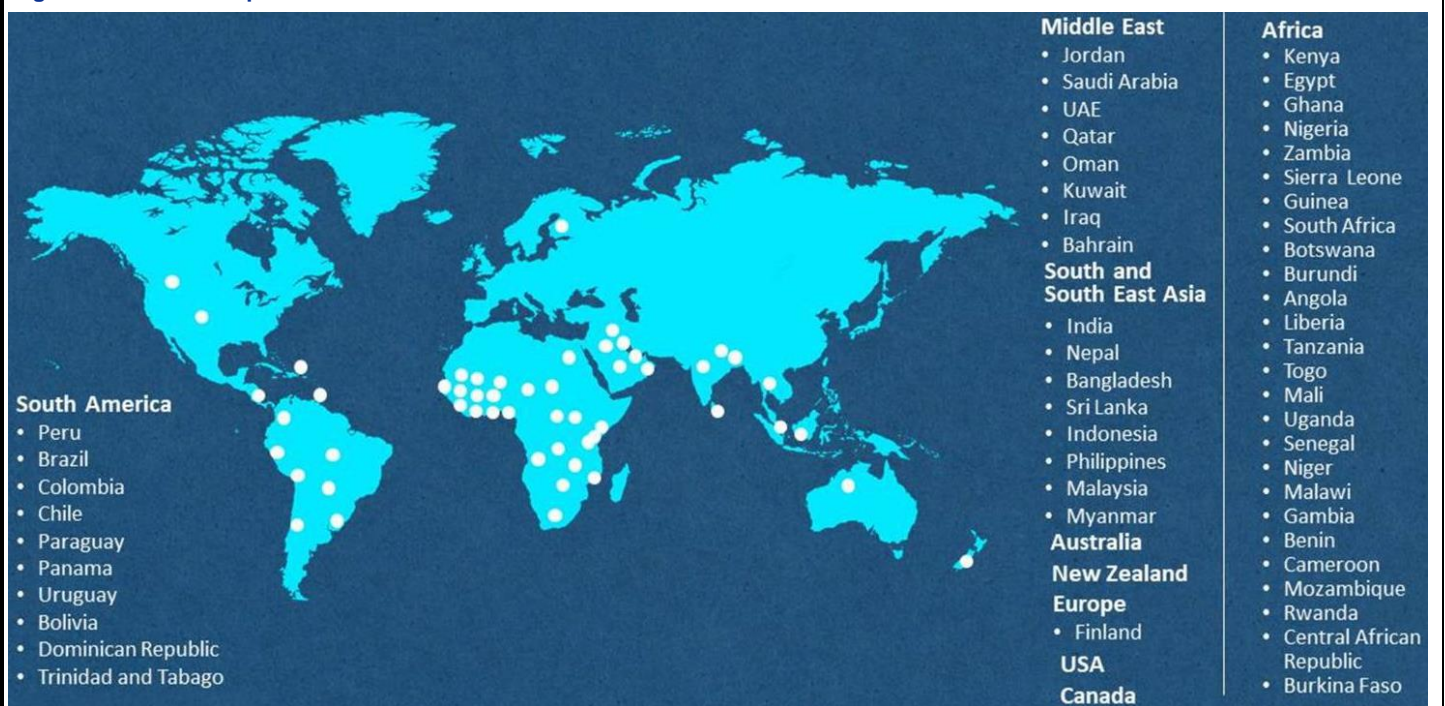 South America
• Peru
• Brazil
• Colombia
• Chile
• Paraguay
• Panama
• Uruguay
• Bolivia
• Dominican Republic
• Trinidad and Tabago
Middle East
• Jordan
• Saudi Arabia
• UAE
• Qatar
• Oman
• Kuwait
• Iraq
• Bahrain
South and
South East Asia
• India
• Nepal
• Bangladesh
• Sri Lanka
• Indonesia
• Philippines
• Malaysia
• Myanmar
Australia
New Zealand
Europe
• Finland
USA
Canada
Africa
• Kenya
• Egypt
• Ghana
• Nigeria
• Zambia
• Sierra Leone
• Guinea
• South Africa
• Botswana
• Burundi
• Angola
• Liberia
• Tanzania
• Togo
• Mali
• Uganda
• Senegal
• Niger
• Malawi
• Gambia
• Benin
• Cameroon
• Mozambique
• Rwanda
• Central African
Republic
• Burkina Faso